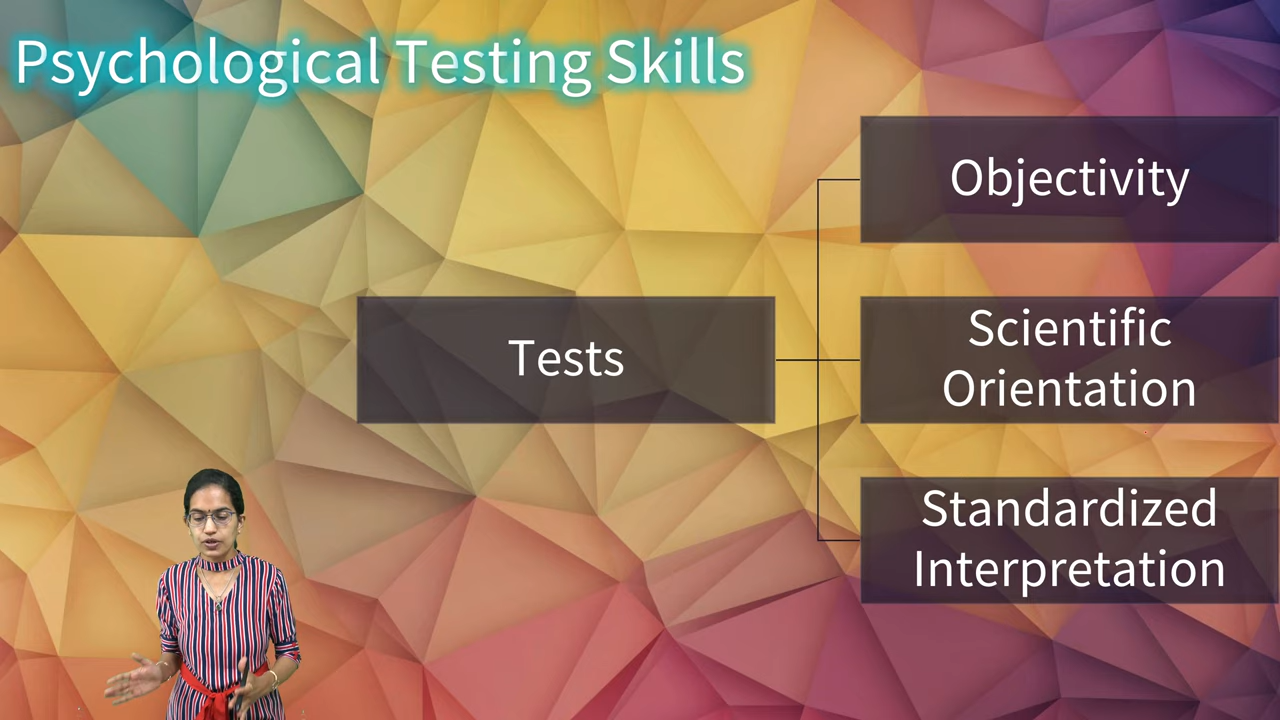 Psychological Testing Skills
Tests
Objectivity
Scientific
Orientation
Standardized
Interpretation